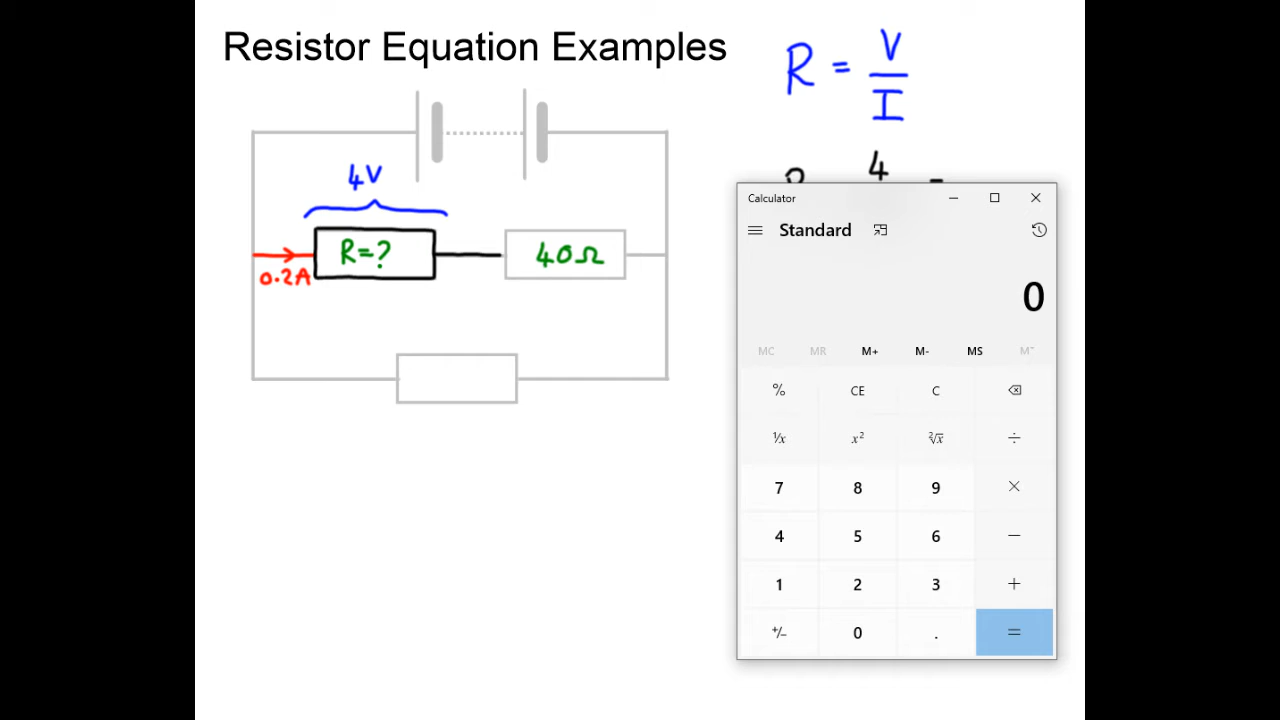 Resistor Equation Examples
R = V
I
4V
4
R=?
40Ω
0.2A
Calculator
Standard
0
MC MR M+ M- MS M˅
% CE C
¹/x x² ²√x ÷
7 8 9 ×
4 5 6 −
1 2 3 +
+/− 0 . =